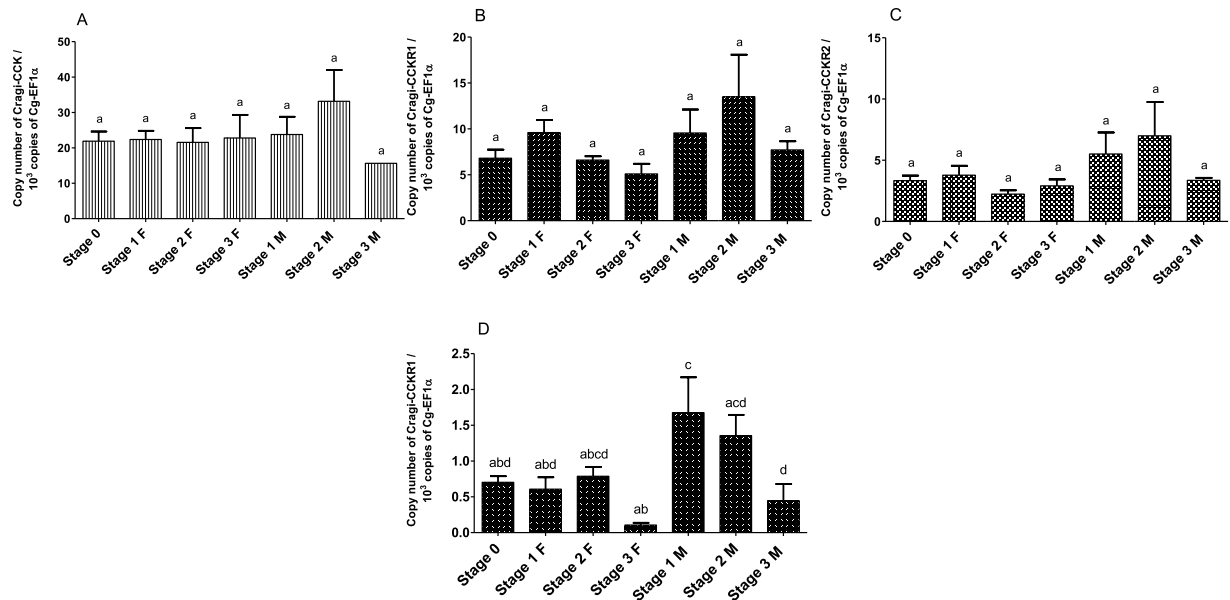 A
Copy number of Cragi-CCK /
10³ copies of Cg-EF1α
50
40
30
20
10
0
a
a
a
a
a
a
a
Stage 0
Stage 1 F
Stage 2 F
Stage 3 F
Stage 1 M
Stage 2 M
Stage 3 M
B
Copy number of Cragi-CCKR1 /
10³ copies of Cg-EF1α
20
15
10
5
0
a
a
a
a
a
a
a
Stage 0
Stage 1 F
Stage 2 F
Stage 3 F
Stage 1 M
Stage 2 M
Stage 3 M
C
Copy number of Cragi-CCKR2 /
10³ copies of Cg-EF1α
15
10
5
0
a
a
a
a
a
a
a
Stage 0
Stage 1 F
Stage 2 F
Stage 3 F
Stage 1 M
Stage 2 M
Stage 3 M
D
Copy number of Cragi-CCKR1 /
10³ copies of Cg-EF1α
2.5
2.0
1.5
1.0
0.5
0.0
abd
abd
abcd
ab
c
acd
d
Stage 0
Stage 1 F
Stage 2 F
Stage 3 F
Stage 1 M
Stage 2 M
Stage 3 M